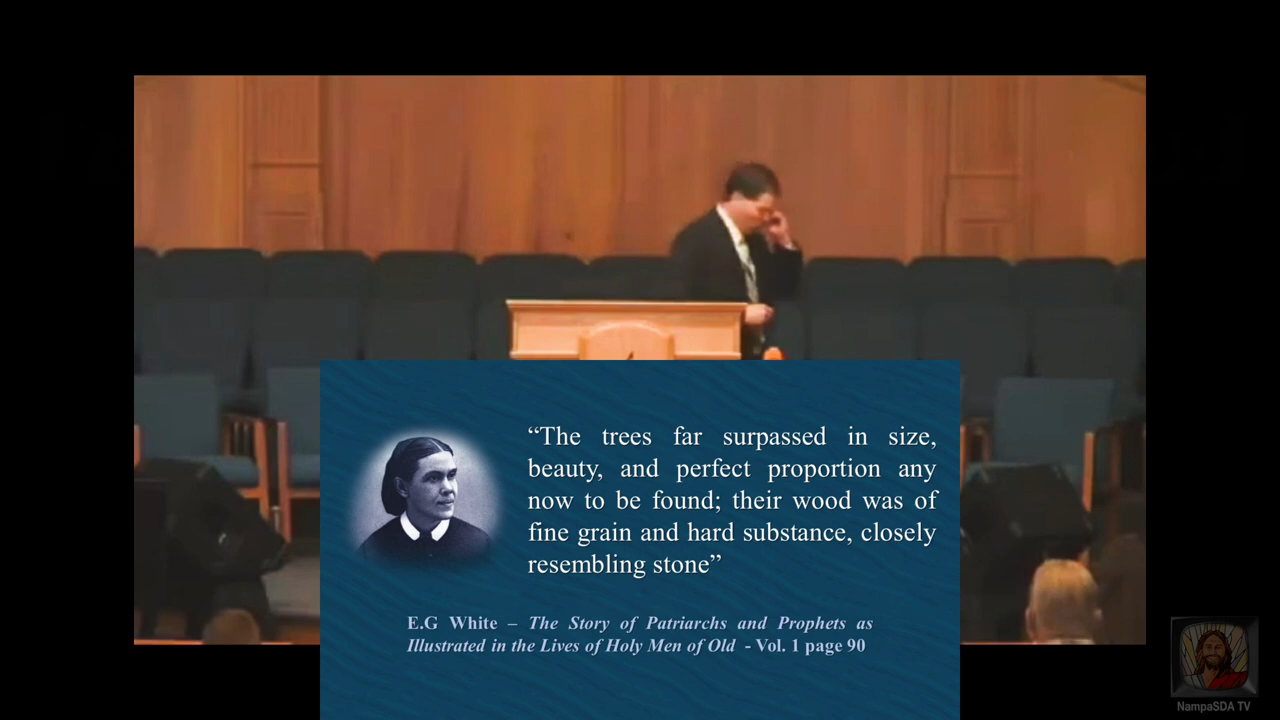 “The trees far surpassed in size,
beauty, and perfect proportion any
now to be found; their wood was of
fine grain and hard substance, closely
resembling stone”
E.G White – The Story of Patriarchs and Prophets as
Illustrated in the Lives of Holy Men of Old - Vol. 1 page 90
NampaSDA TV